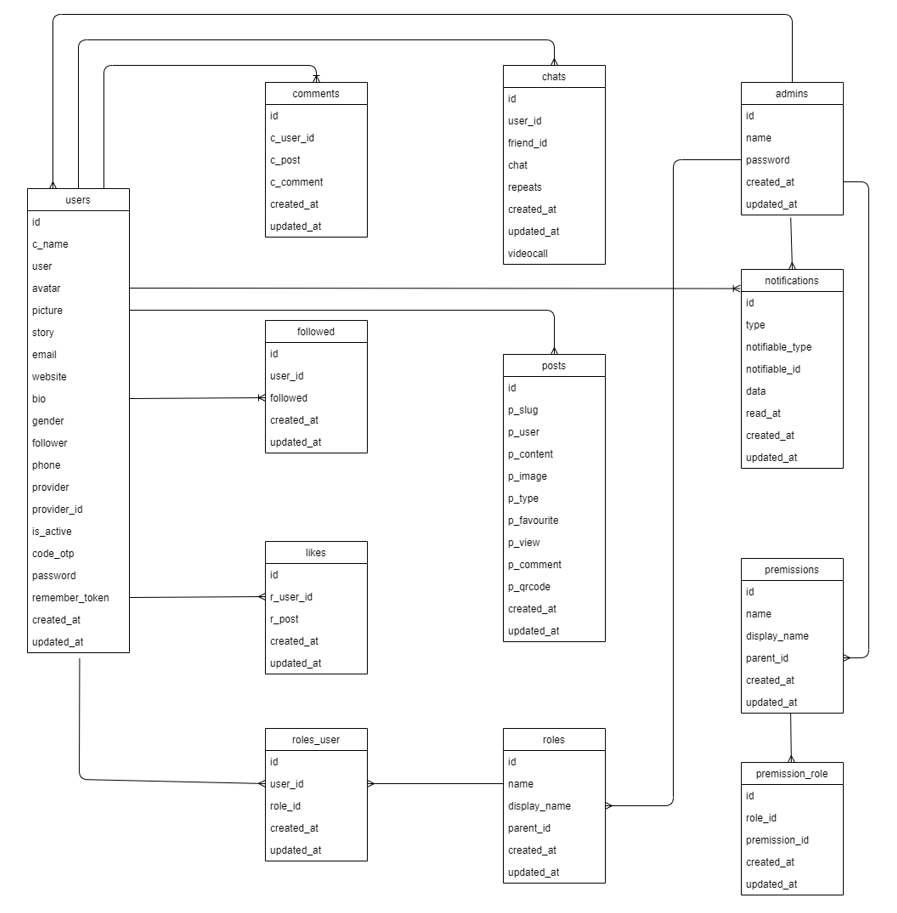 comments
id
c_user_id
c_post
c_comment
created_at
updated_at
chats
id
user_id
friend_id
chat
repeats
created_at
updated_at
videocall
admins
id
name
password
created_at
updated_at
users
id
c_name
user
avatar
picture
story
email
website
bio
gender
follower
phone
provider
provider_id
is_active
code_otp
password
remember_token
created_at
updated_at
notifications
id
type
notifiable_type
notifiable_id
data
read_at
created_at
updated_at
followed
id
user_id
followed
created_at
updated_at
posts
id
p_slug
p_user
p_content
p_image
p_type
p_favourite
p_view
p_comment
p_qrcode
created_at
updated_at
likes
id
r_user_id
r_post
created_at
updated_at
premissions
id
name
display_name
parent_id
created_at
updated_at
roles_user
id
user_id
role_id
created_at
updated_at
roles
id
name
display_name
parent_id
created_at
updated_at
premission_role
id
role_id
premission_id
created_at
updated_at